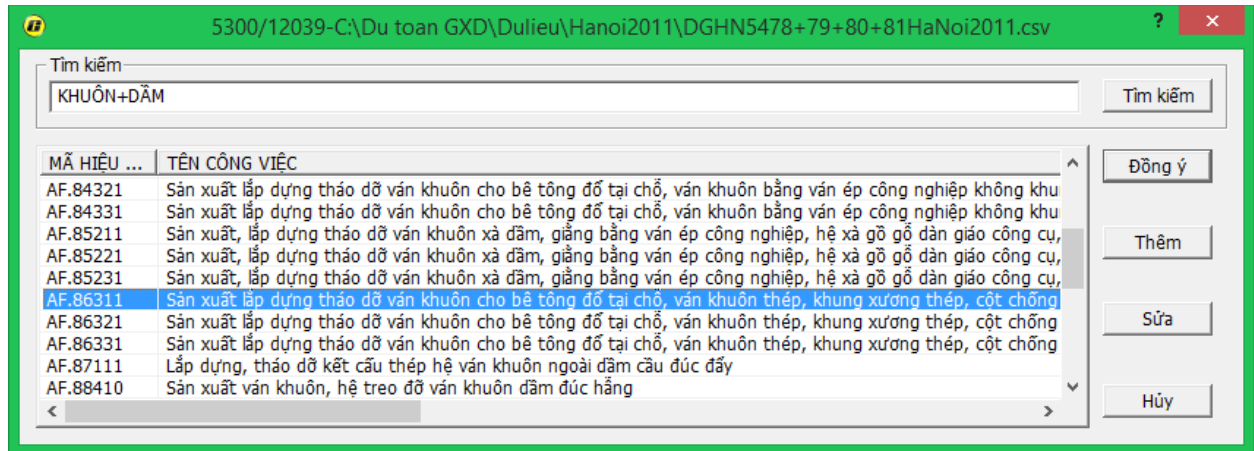 5300/12039-C:\Du toan GXD\Dulieu\Hanoi2011\DGHN5478+79+80+81HaNoi2011.csv ? ×
Tìm kiếm
KHUÔN+DẦM Tìm kiếm
MÃ HIỆU ... TÊN CÔNG VIỆC
Đồng ý
AF.84321 Sản xuất lắp dựng tháo dỡ ván khuôn cho bê tông đổ tại chỗ, ván khuôn bằng ván ép công nghiệp không khu
AF.84331 Sản xuất lắp dựng tháo dỡ ván khuôn cho bê tông đổ tại chỗ, ván khuôn bằng ván ép công nghiệp không khu
AF.85211 Sản xuất, lắp dựng tháo dỡ ván khuôn xà dầm, giằng bằng ván ép công nghiệp, hệ xà gồ gỗ dàn giáo công cụ,
Thêm
AF.85221 Sản xuất, lắp dựng tháo dỡ ván khuôn xà dầm, giằng bằng ván ép công nghiệp, hệ xà gồ gỗ dàn giáo công cụ,
AF.85231 Sản xuất, lắp dựng tháo dỡ ván khuôn xà dầm, giằng bằng ván ép công nghiệp, hệ xà gồ gỗ dàn giáo công cụ,
AF.86311 Sản xuất lắp dựng tháo dỡ ván khuôn cho bê tông đổ tại chỗ, ván khuôn thép, khung xương thép, cột chống
AF.86321 Sản xuất lắp dựng tháo dỡ ván khuôn cho bê tông đổ tại chỗ, ván khuôn thép, khung xương thép, cột chống
Sửa
AF.86331 Sản xuất lắp dựng tháo dỡ ván khuôn cho bê tông đổ tại chỗ, ván khuôn thép, khung xương thép, cột chống
AF.87111 Lắp dựng, tháo dỡ kết cấu thép hệ ván khuôn ngoài dầm cầu đúc đẩy
AF.88410 Sản xuất ván khuôn, hệ treo đỡ ván khuôn dầm đúc hẫng
Hủy